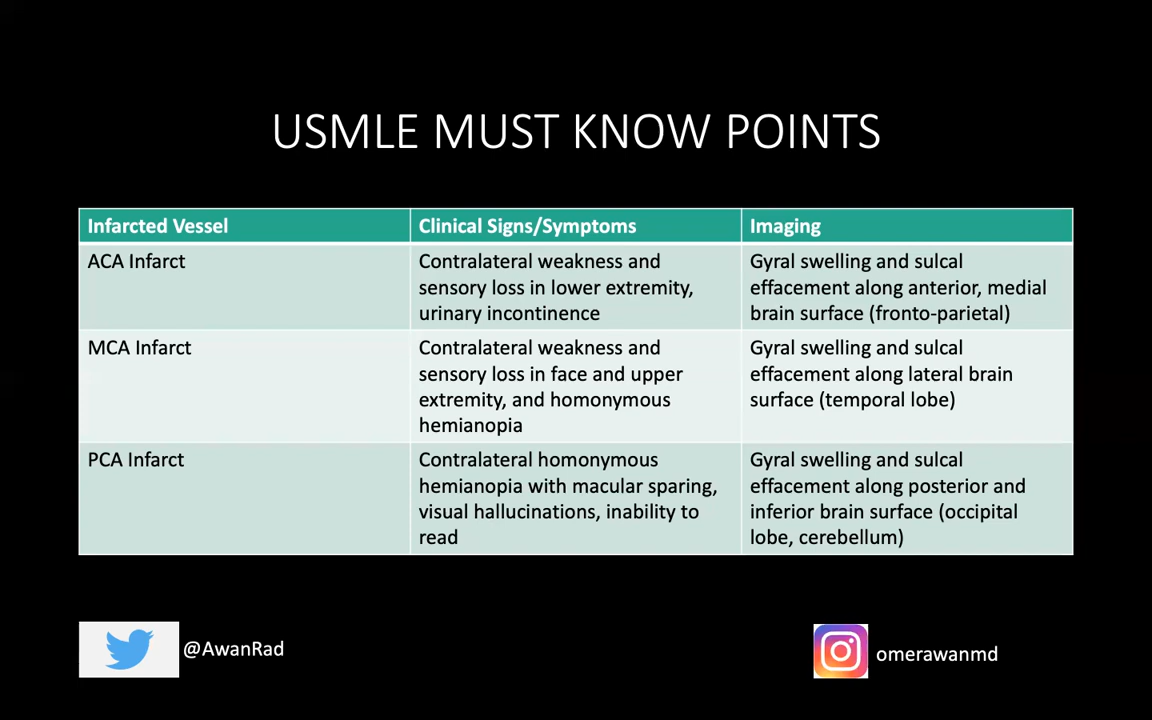 USMLE MUST KNOW POINTS
Infarcted Vessel
Clinical Signs/Symptoms
Imaging
ACA Infarct
Contralateral weakness and
sensory loss in lower extremity,
urinary incontinence
Gyral swelling and sulcal
effacement along anterior, medial
brain surface (fronto-parietal)
MCA Infarct
Contralateral weakness and
sensory loss in face and upper
extremity, and homonymous
hemianopia
Gyral swelling and sulcal
effacement along lateral brain
surface (temporal lobe)
PCA Infarct
Contralateral homonymous
hemianopia with macular sparing,
visual hallucinations, inability to
read
Gyral swelling and sulcal
effacement along posterior and
inferior brain surface (occipital
lobe, cerebellum)
@AwanRad
omerawanmd